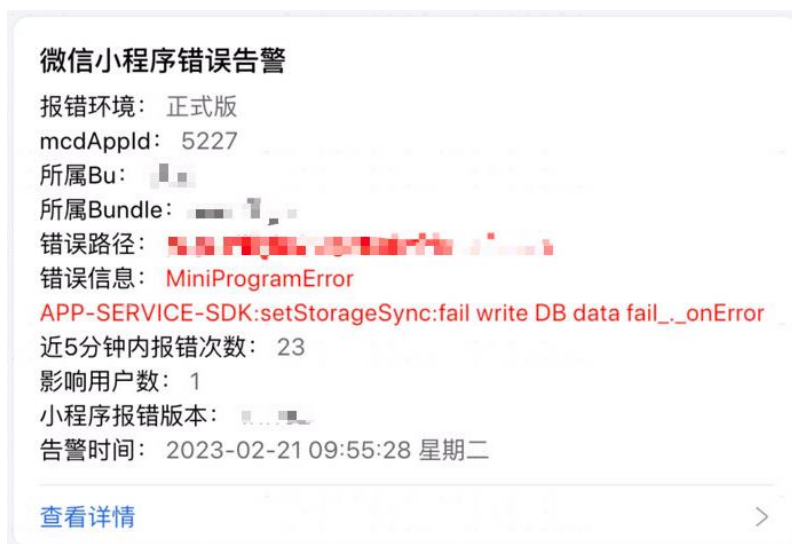 微信小程序错误告警
报错环境： 正式版
mcdAppId： 5227
所属Bu：
所属Bundle：
错误路径：
错误信息： MiniProgramError
APP-SERVICE-SDK:setStorageSync:fail write DB data fail_._onError
近5分钟内报错次数： 23
影响用户数： 1
小程序报错版本：
告警时间： 2023-02-21 09:55:28 星期二
查看详情